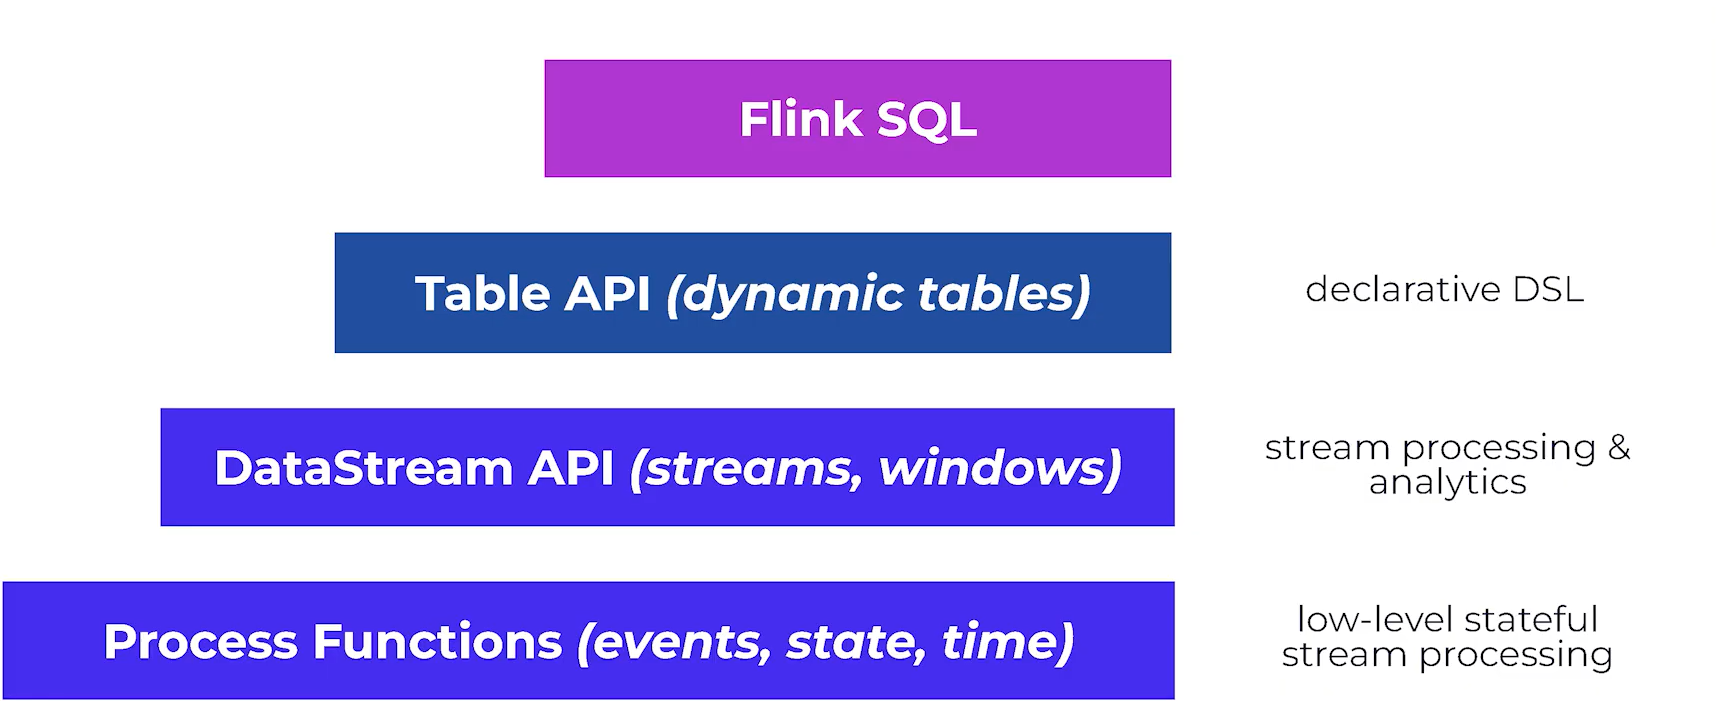 Flink SQL
Table API (dynamic tables)
declarative DSL
DataStream API (streams, windows)
stream processing &
analytics
Process Functions (events, state, time)
low-level stateful
stream processing